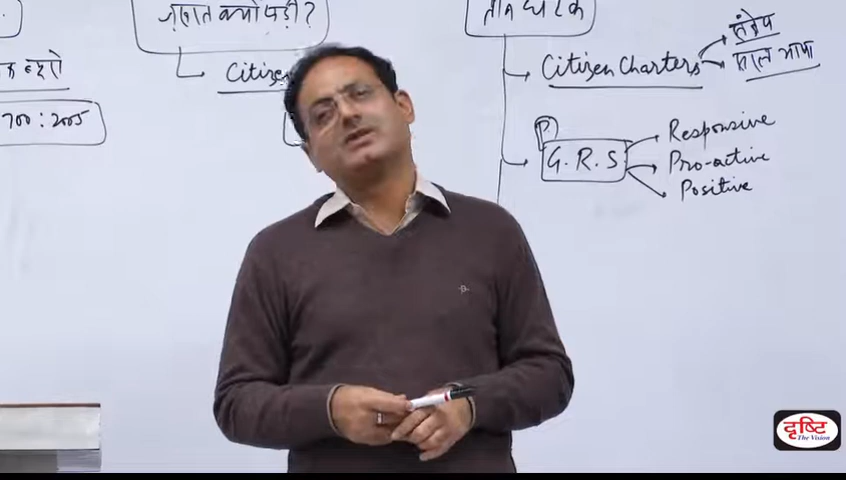 ज़रूरत क्यों पड़ी?
तीन घटक
Citizen
700 : 2005
Citizen Charters
संक्षेप
सरल भाषा
P
G.R.S
Responsive
Pro-active
Positive
दृष्टि
The Vision